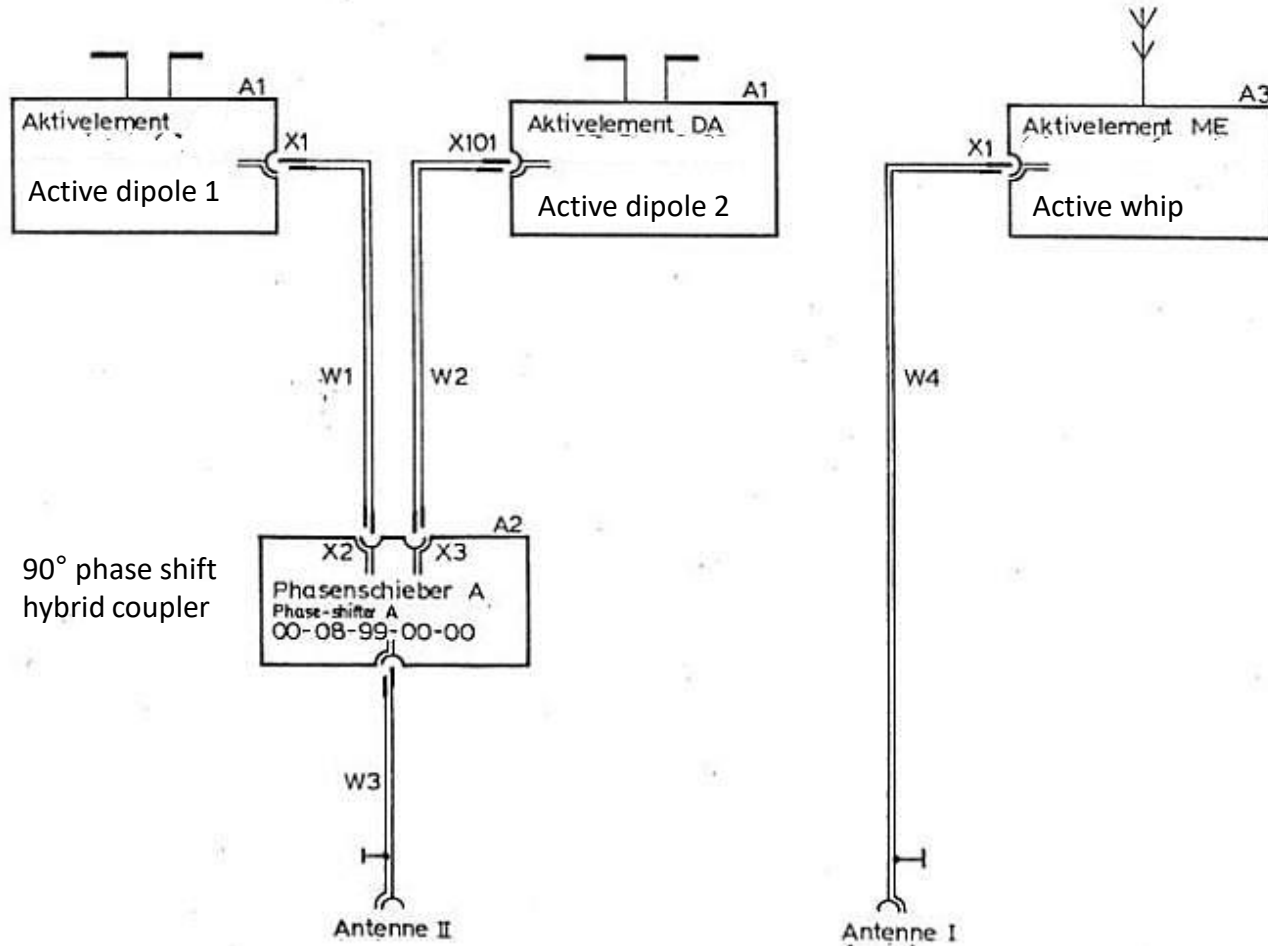 A1
Aktivelement
X1
Active dipole 1
A1
Aktivelement DA
X101
Active dipole 2
A3
Aktivelement ME
X1
Active whip
W1
W2
W4
90° phase shift
hybrid coupler
A2
X2
X3
Phasenschieber A
Phase-shifter A
00-08-99-00-00
W3
Antenne II
Antenne I